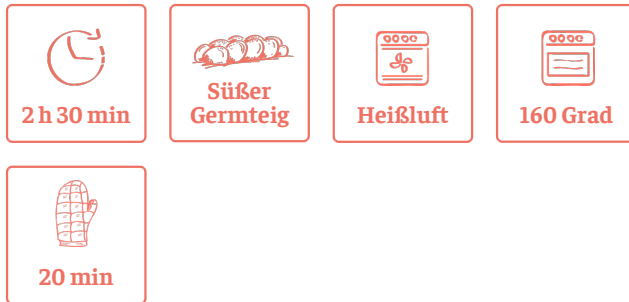 2 h 30 min
Süßer
Germteig
Heißluft
160 Grad
20 min